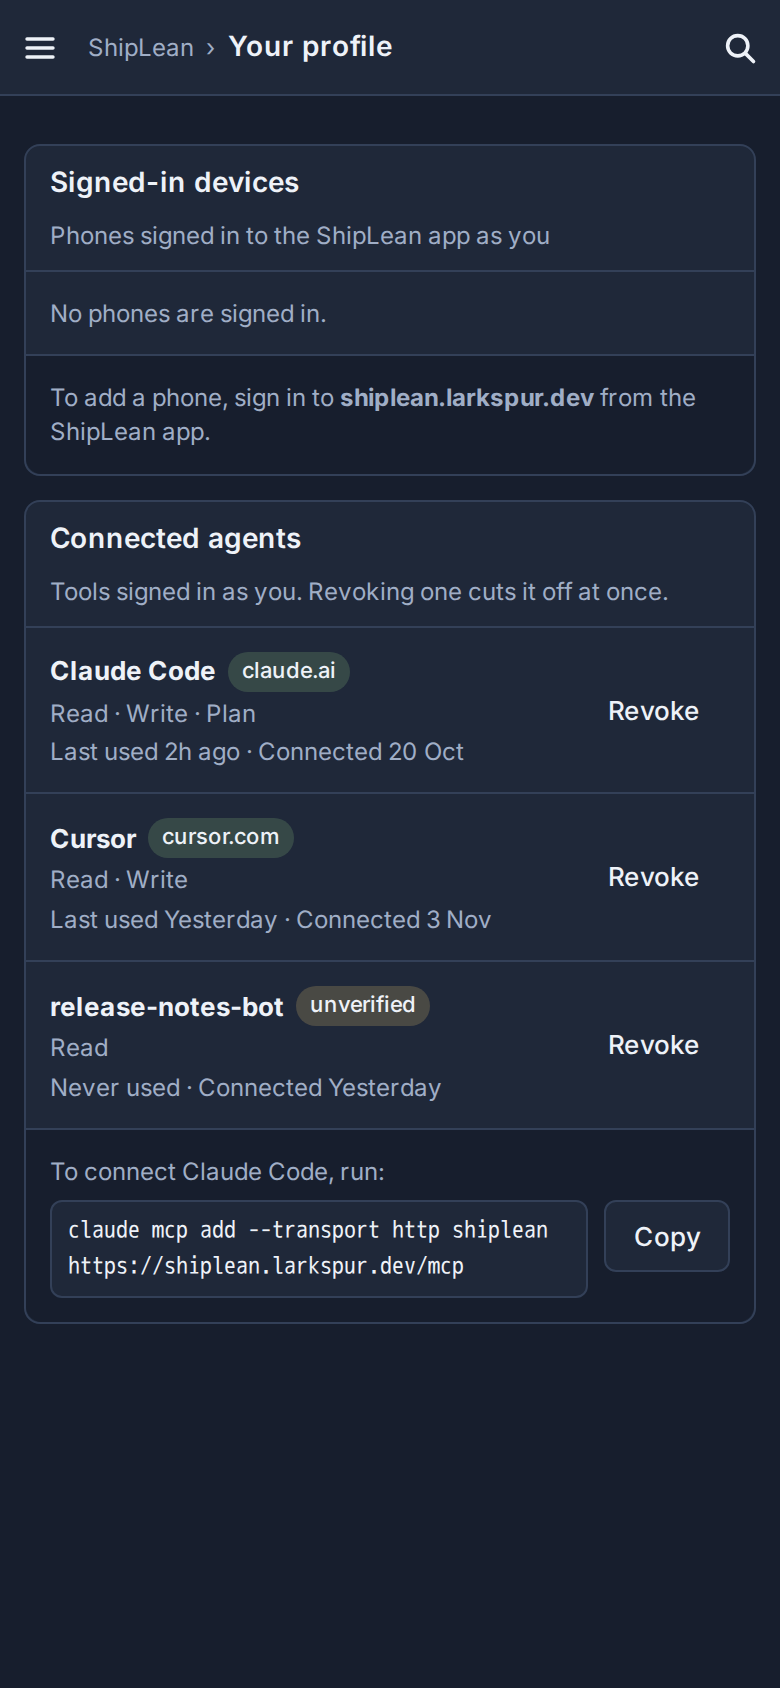 ShipLean › Your profile
Signed-in devices
Phones signed in to the ShipLean app as you
No phones are signed in.
To add a phone, sign in to shiplean.larkspur.dev from the
ShipLean app.
Connected agents
Tools signed in as you. Revoking one cuts it off at once.
Claude Code claude.ai
Read · Write · Plan
Last used 2h ago · Connected 20 Oct
Revoke
Cursor cursor.com
Read · Write
Last used Yesterday · Connected 3 Nov
Revoke
release-notes-bot unverified
Read
Never used · Connected Yesterday
Revoke
To connect Claude Code, run:
claude mcp add --transport http shiplean
https://shiplean.larkspur.dev/mcp
Copy